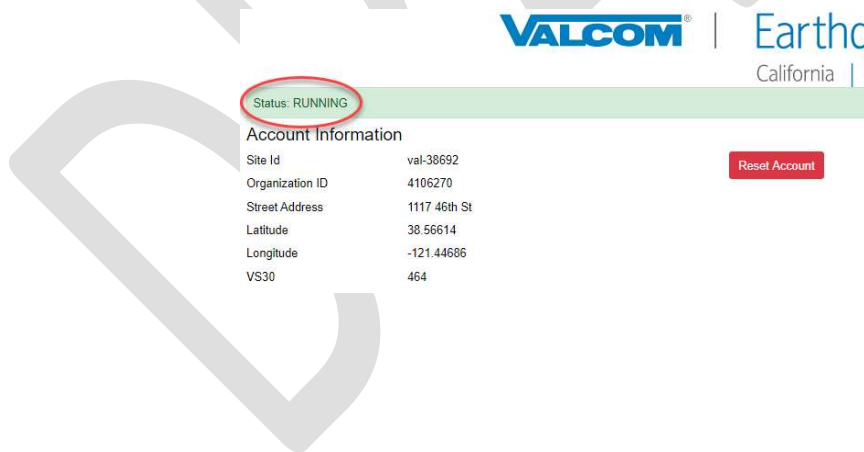 VALCOM® | Earthq
California |
Status: RUNNING
Account Information
Site Id val-38692
Reset Account
Organization ID 4106270
Street Address 1117 46th St
Latitude 38.56614
Longitude -121.44686
VS30 464